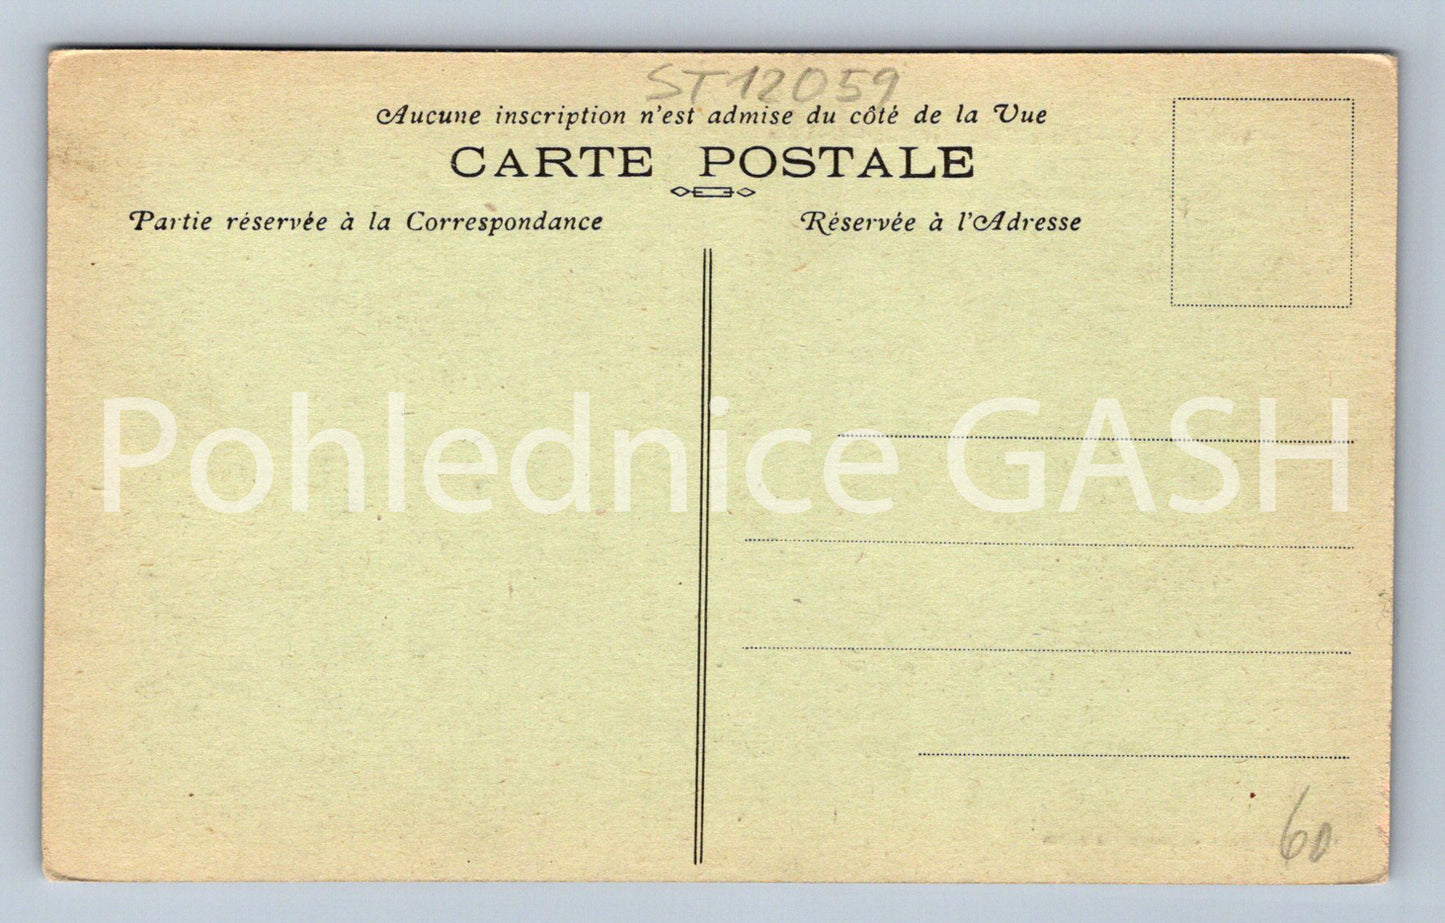 ST12059
Aucune inscription n'est admise du côté de la Vue
CARTE POSTALE
Partie réservée à la Correspondance
Réservée à l'Adresse
Pohlednice GASH
60